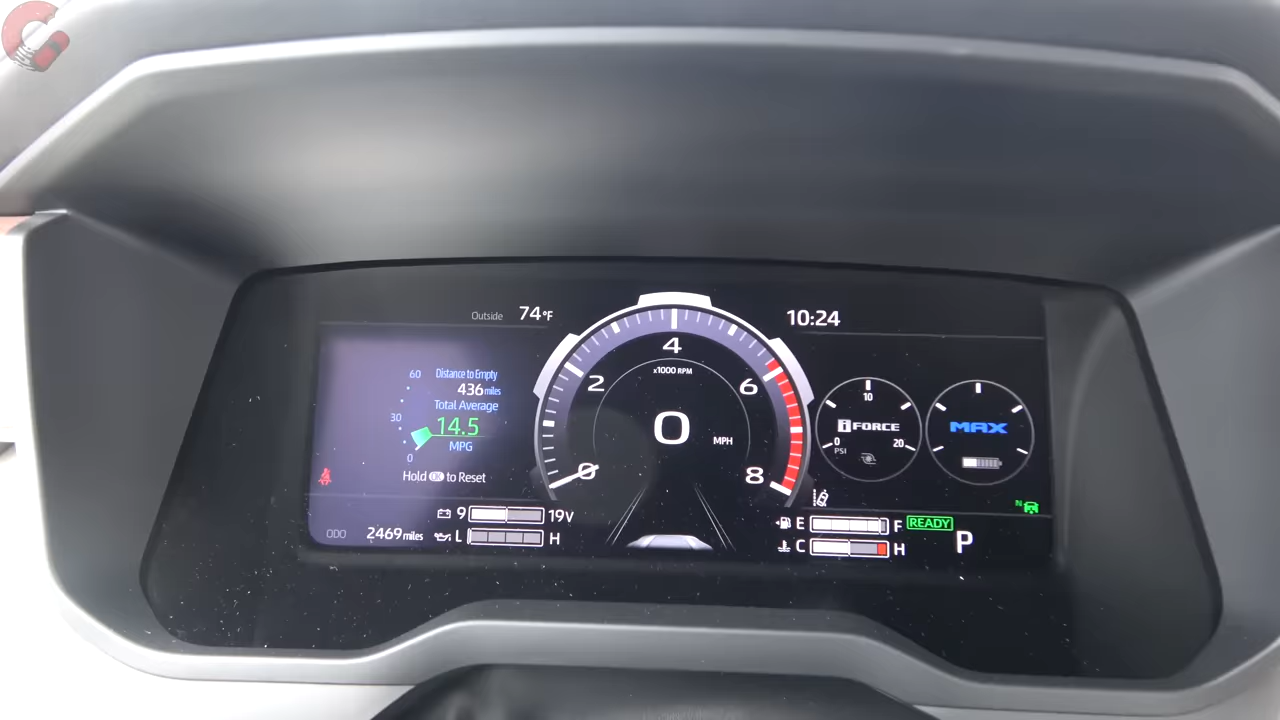 Outside 74°F
10:24
60
Distance to Empty
436 miles
Total Average
30
14.5
MPG
0
Hold OK to Reset
ODO 2469 miles
9 19V
L H
0
2
4
6
8
x1000 RPM
0 MPH
10
iFORCE
0 20
PSI
MAX
E F READY
C H
P
N